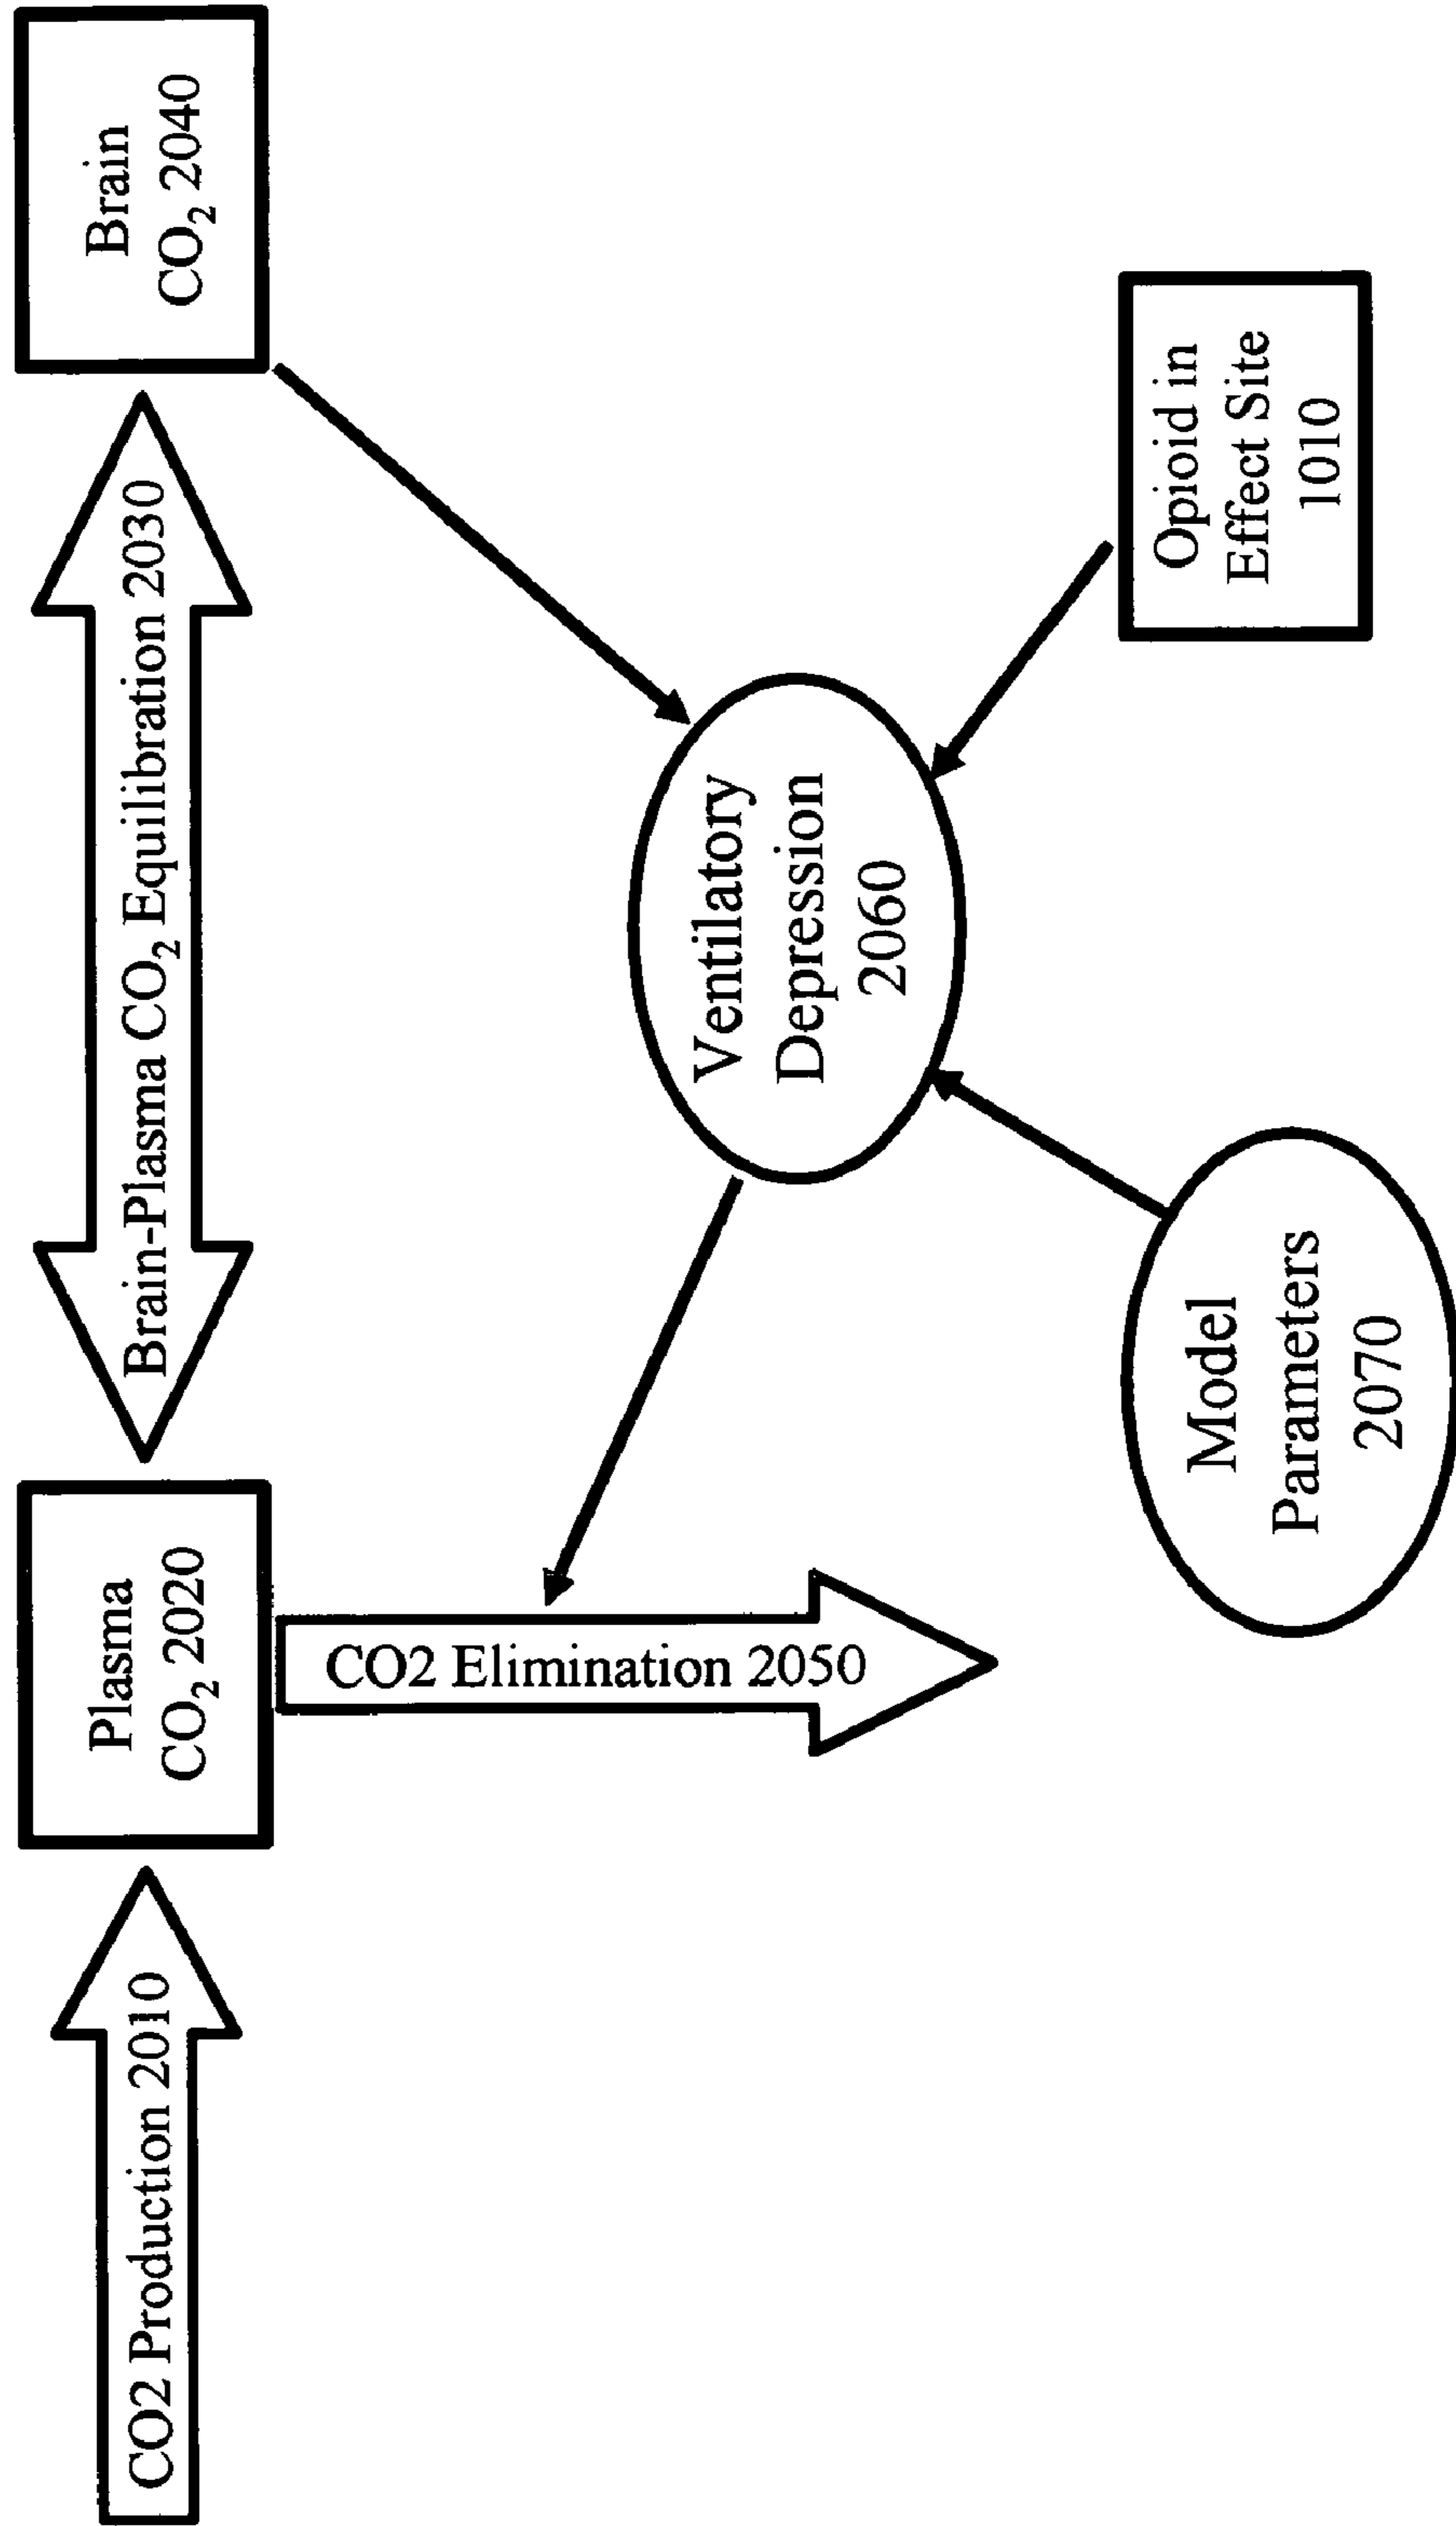 CO2 Production 2010
Plasma
CO₂ 2020
Brain-Plasma CO₂ Equilibration 2030
Brain
CO₂ 2040
CO2 Elimination 2050
Ventilatory
Depression
2060
Model
Parameters
2070
Opioid in
Effect Site
1010